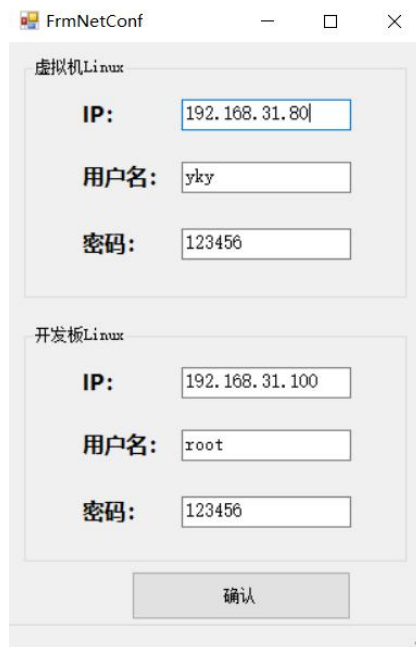 FrmNetConf
虚拟机Linux
IP: 192.168.31.80
用户名: yky
密码: 123456
开发板Linux
IP: 192.168.31.100
用户名: root
密码: 123456
确认